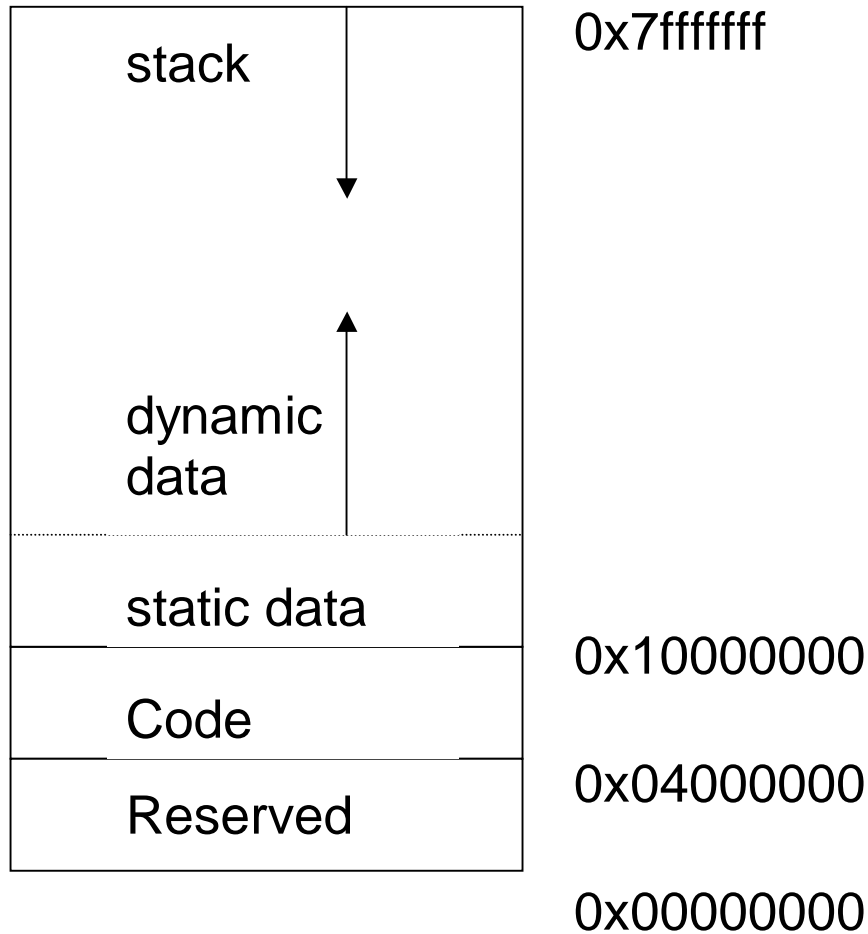 stack
0x7fffffff
dynamic
data
static data
0x10000000
Code
0x04000000
Reserved
0x00000000